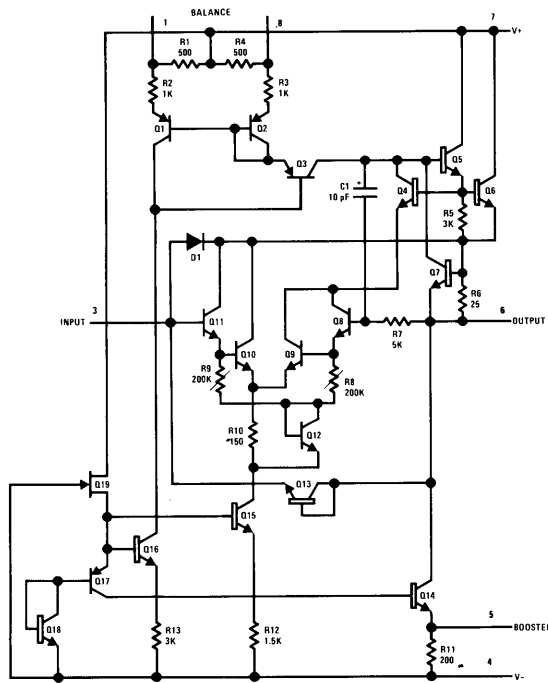 BALANCE
1
8
7
V+
R1
500
R4
500
R2
1K
R3
1K
Q1
Q2
Q3
Q5
Q4
Q6
C1
10 pF
R5
3K
D1
Q7
R6
25
3
INPUT
6
OUTPUT
Q11
Q8
R7
5K
Q10
Q9
R9
200K
R8
200K
R10
150
Q12
Q19
Q13
Q15
Q16
Q17
Q14
Q18
5
BOOSTER
R13
3K
R12
1.5K
R11
200
4
V-